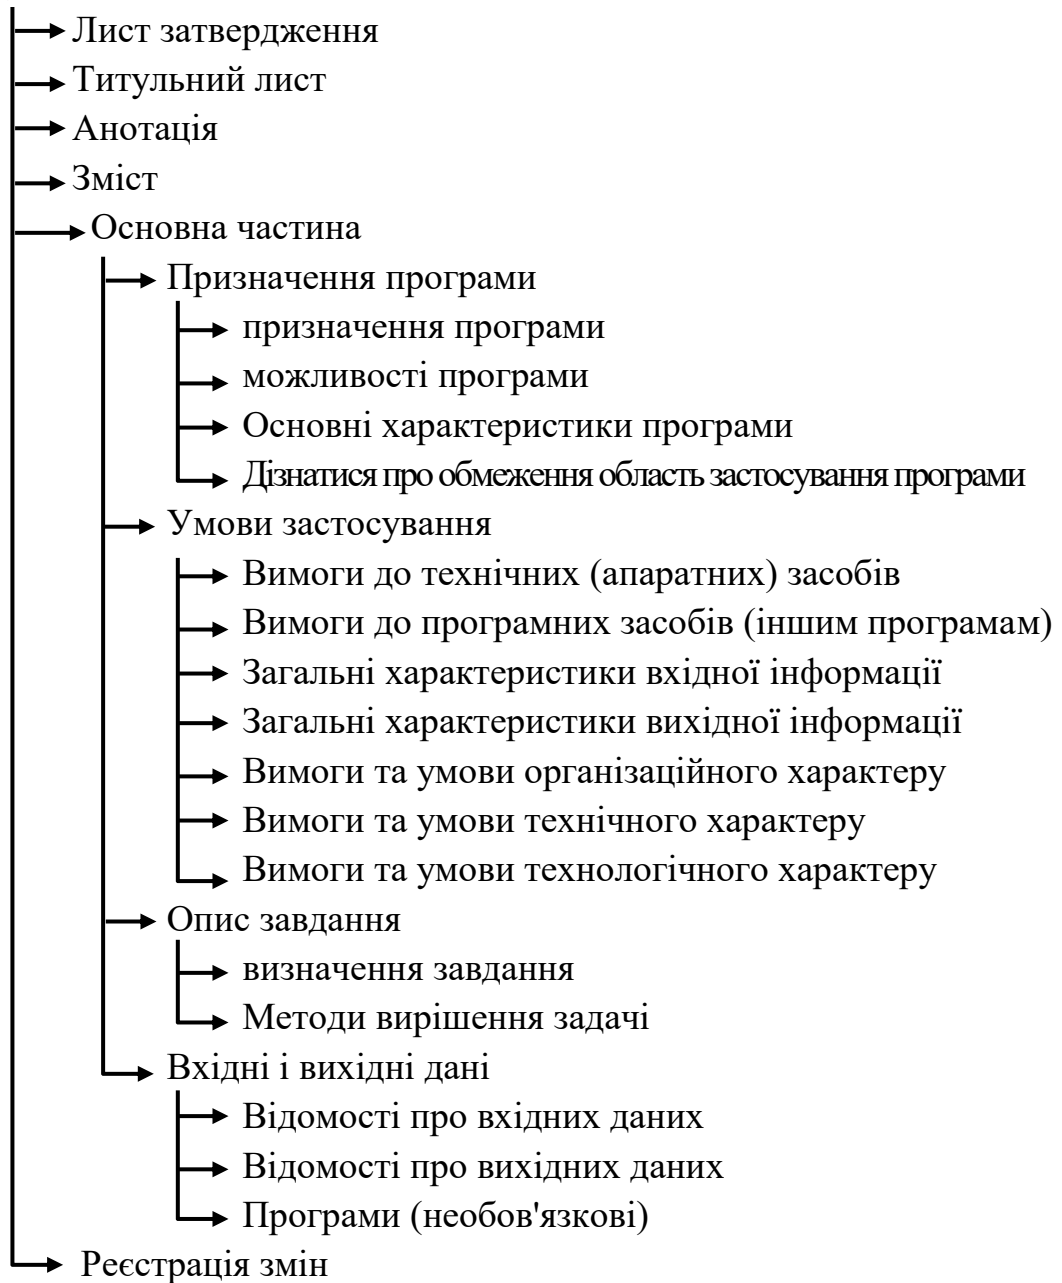 Лист затвердження
Титульний лист
Анотація
Зміст
Основна частина
Призначення програми
призначення програми
можливості програми
Основні характеристики програми
Дізнатися про обмеження область застосування програми
Умови застосування
Вимоги до технічних (апаратних) засобів
Вимоги до програмних засобів (іншим програмам)
Загальні характеристики вхідної інформації
Загальні характеристики вихідної інформації
Вимоги та умови організаційного характеру
Вимоги та умови технічного характеру
Вимоги та умови технологічного характеру
Опис завдання
визначення завдання
Методи вирішення задачі
Вхідні і вихідні дані
Відомості про вхідних даних
Відомості про вихідних даних
Програми (необов'язкові)
Реєстрація змін